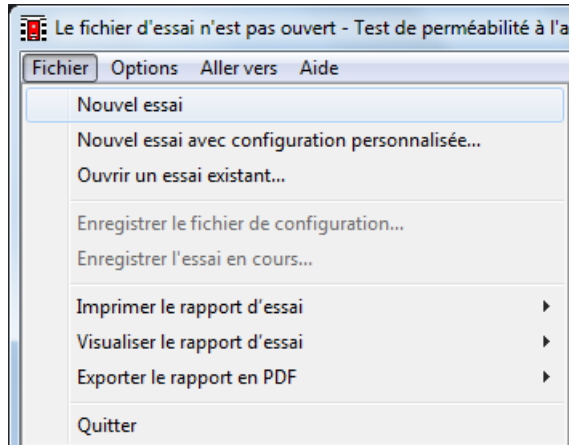 Le fichier d'essai n'est pas ouvert - Test de perméabilité à l'a
Fichier Options Aller vers Aide
Nouvel essai
Nouvel essai avec configuration personnalisée...
Ouvrir un essai existant...
Enregistrer le fichier de configuration...
Enregistrer l'essai en cours...
Imprimer le rapport d'essai
Visualiser le rapport d'essai
Exporter le rapport en PDF
Quitter